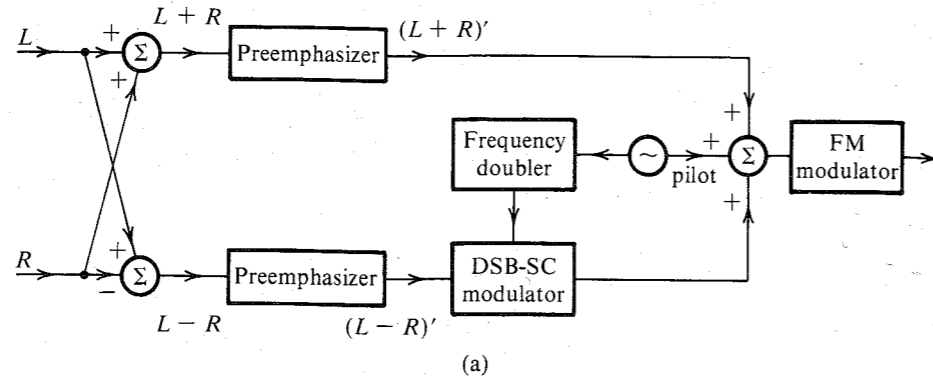 L
+
Σ
L + R
Preemphasizer
(L + R)′
+
+
Frequency
doubler
~
pilot
+
Σ
FM
modulator
+
R
+
−
Σ
L − R
Preemphasizer
(L − R)′
DSB-SC
modulator
(a)